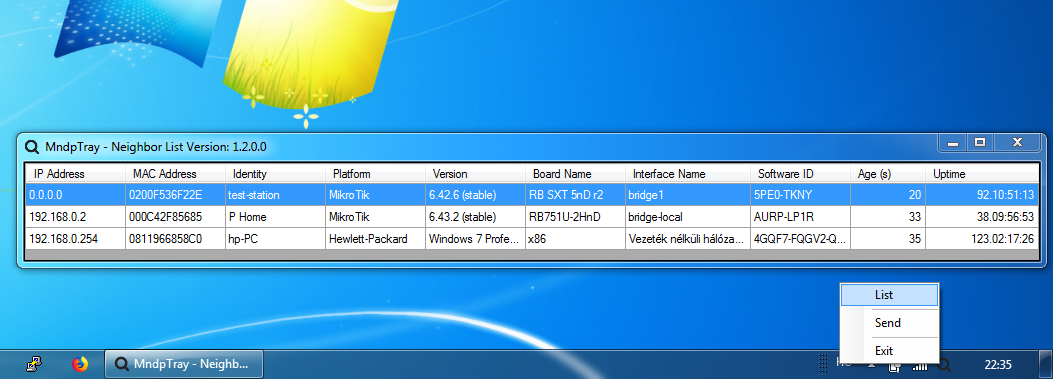 MndpTray - Neighbor List Version: 1.2.0.0
IP Address MAC Address Identity Platform Version Board Name Interface Name Software ID Age (s) Uptime
0.0.0.0 0200F536F22E test-station MikroTik 6.42.6 (stable) RB SXT 5nD r2 bridge1 5PE0-TKNY 20 92.10:51:13
192.168.0.2 000C42F85685 P Home MikroTik 6.43.2 (stable) RB751U-2HnD bridge-local AURP-LP1R 33 38.09:56:53
192.168.0.254 0811966858C0 hp-PC Hewlett-Packard Windows 7 Profe... x86 Vezeték nélküli hálóza... 4GQF7-FQGV2-Q... 35 123.02:17:26
List
Send
Exit
MndpTray - Neighb...
22:35